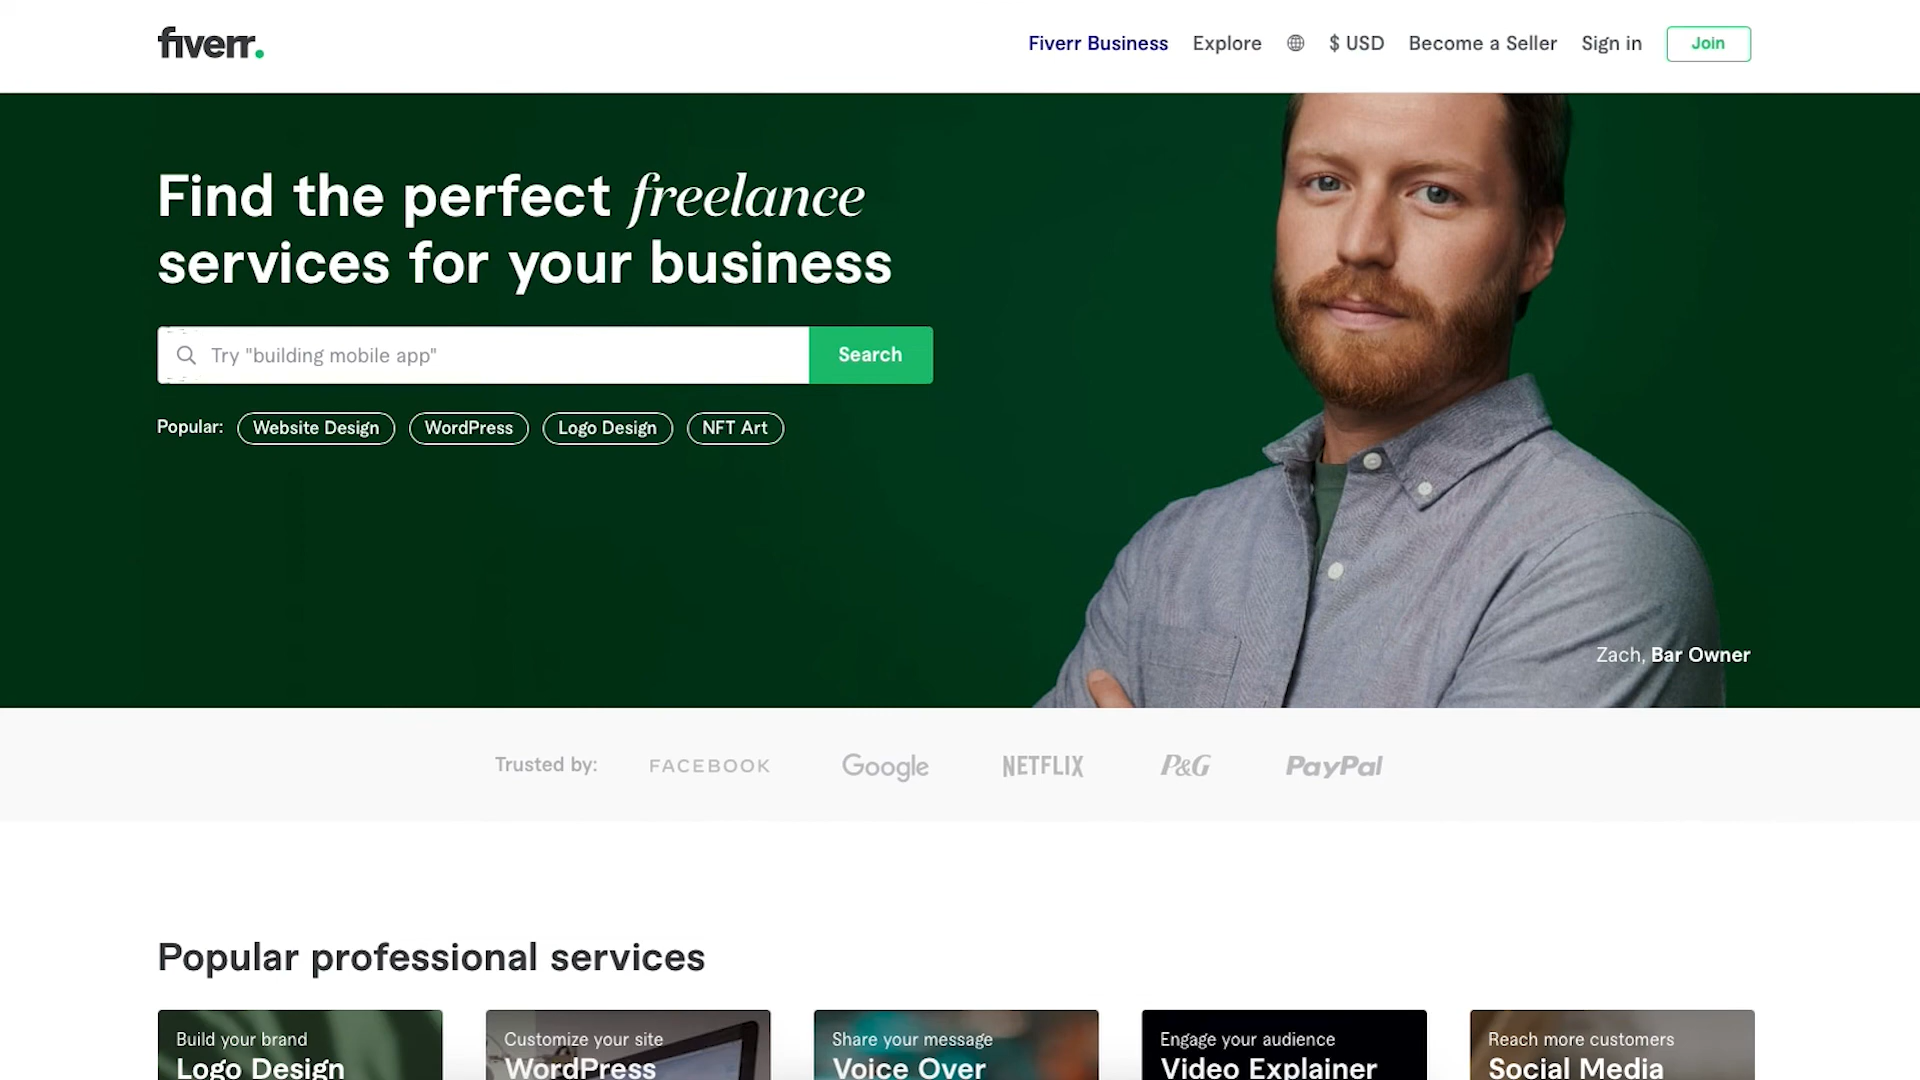 fiverr.
Fiverr Business Explore $ USD Become a Seller Sign in Join
Find the perfect freelance
services for your business
Try "building mobile app" Search
Popular: Website Design WordPress Logo Design NFT Art
Zach, Bar Owner
Trusted by: FACEBOOK Google NETFLIX P&G PayPal
Popular professional services
Build your brand
Logo Design
Customize your site
WordPress
Share your message
Voice Over
Engage your audience
Video Explainer
Reach more customers
Social Media